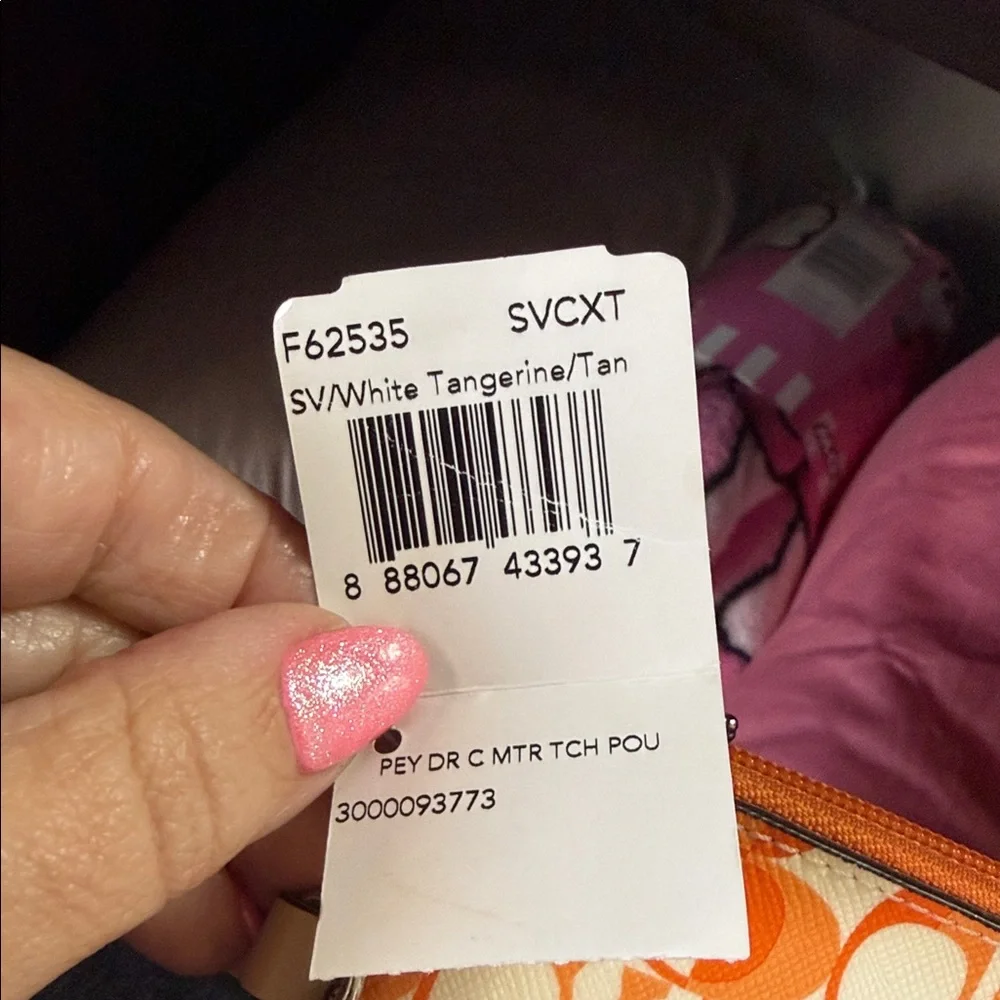 F62535 SVCXT
SV/White Tangerine/Tan
8 88067 43393 7
PEY DR C MTR TCH POU
3000093773